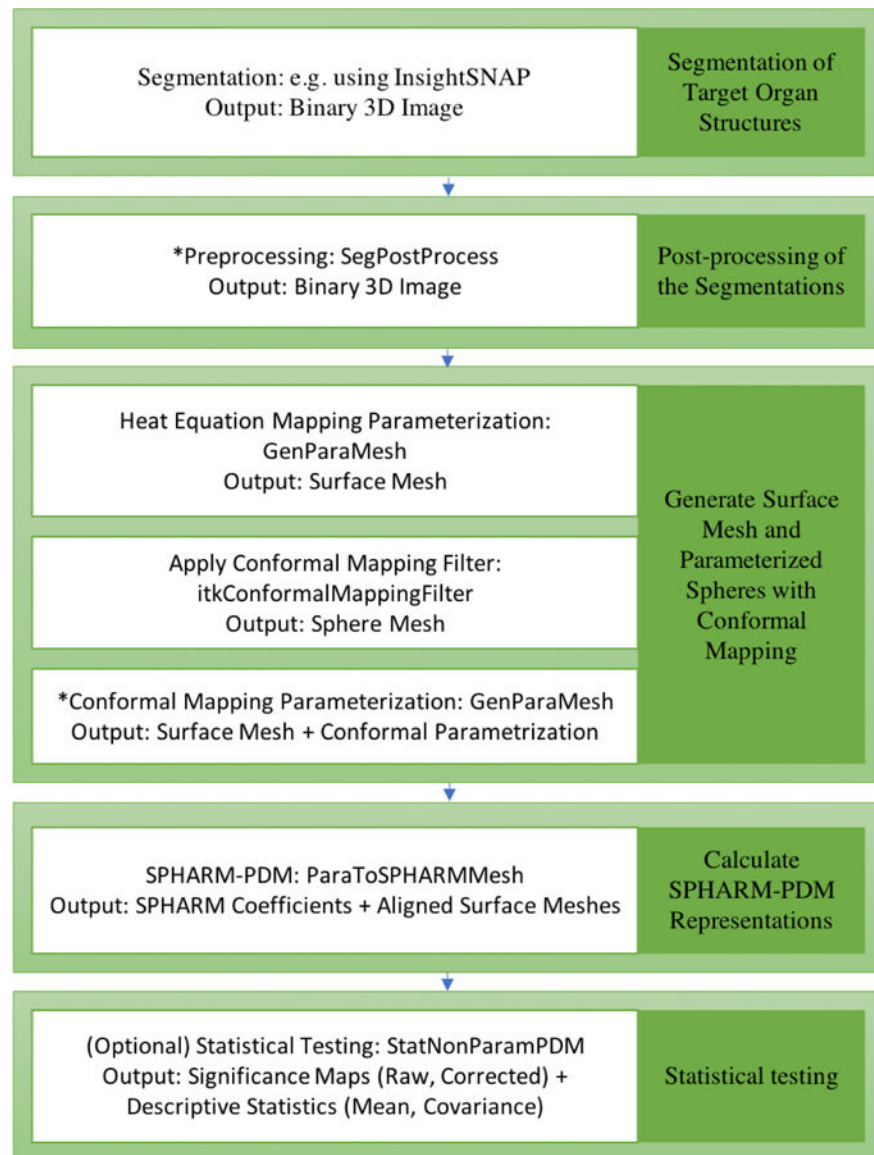 Segmentation: e.g. using InsightSNAP
Output: Binary 3D Image
Segmentation of
Target Organ
Structures
*Preprocessing: SegPostProcess
Output: Binary 3D Image
Post-processing of
the Segmentations
Heat Equation Mapping Parameterization:
GenParaMesh
Output: Surface Mesh
Apply Conformal Mapping Filter:
itkConformalMappingFilter
Output: Sphere Mesh
*Conformal Mapping Parameterization: GenParaMesh
Output: Surface Mesh + Conformal Parametrization
Generate Surface
Mesh and
Parameterized
Spheres with
Conformal
Mapping
SPHARM-PDM: ParaToSPHARMMesh
Output: SPHARM Coefficients + Aligned Surface Meshes
Calculate
SPHARM-PDM
Representations
(Optional) Statistical Testing: StatNonParamPDM
Output: Significance Maps (Raw, Corrected) +
Descriptive Statistics (Mean, Covariance)
Statistical testing